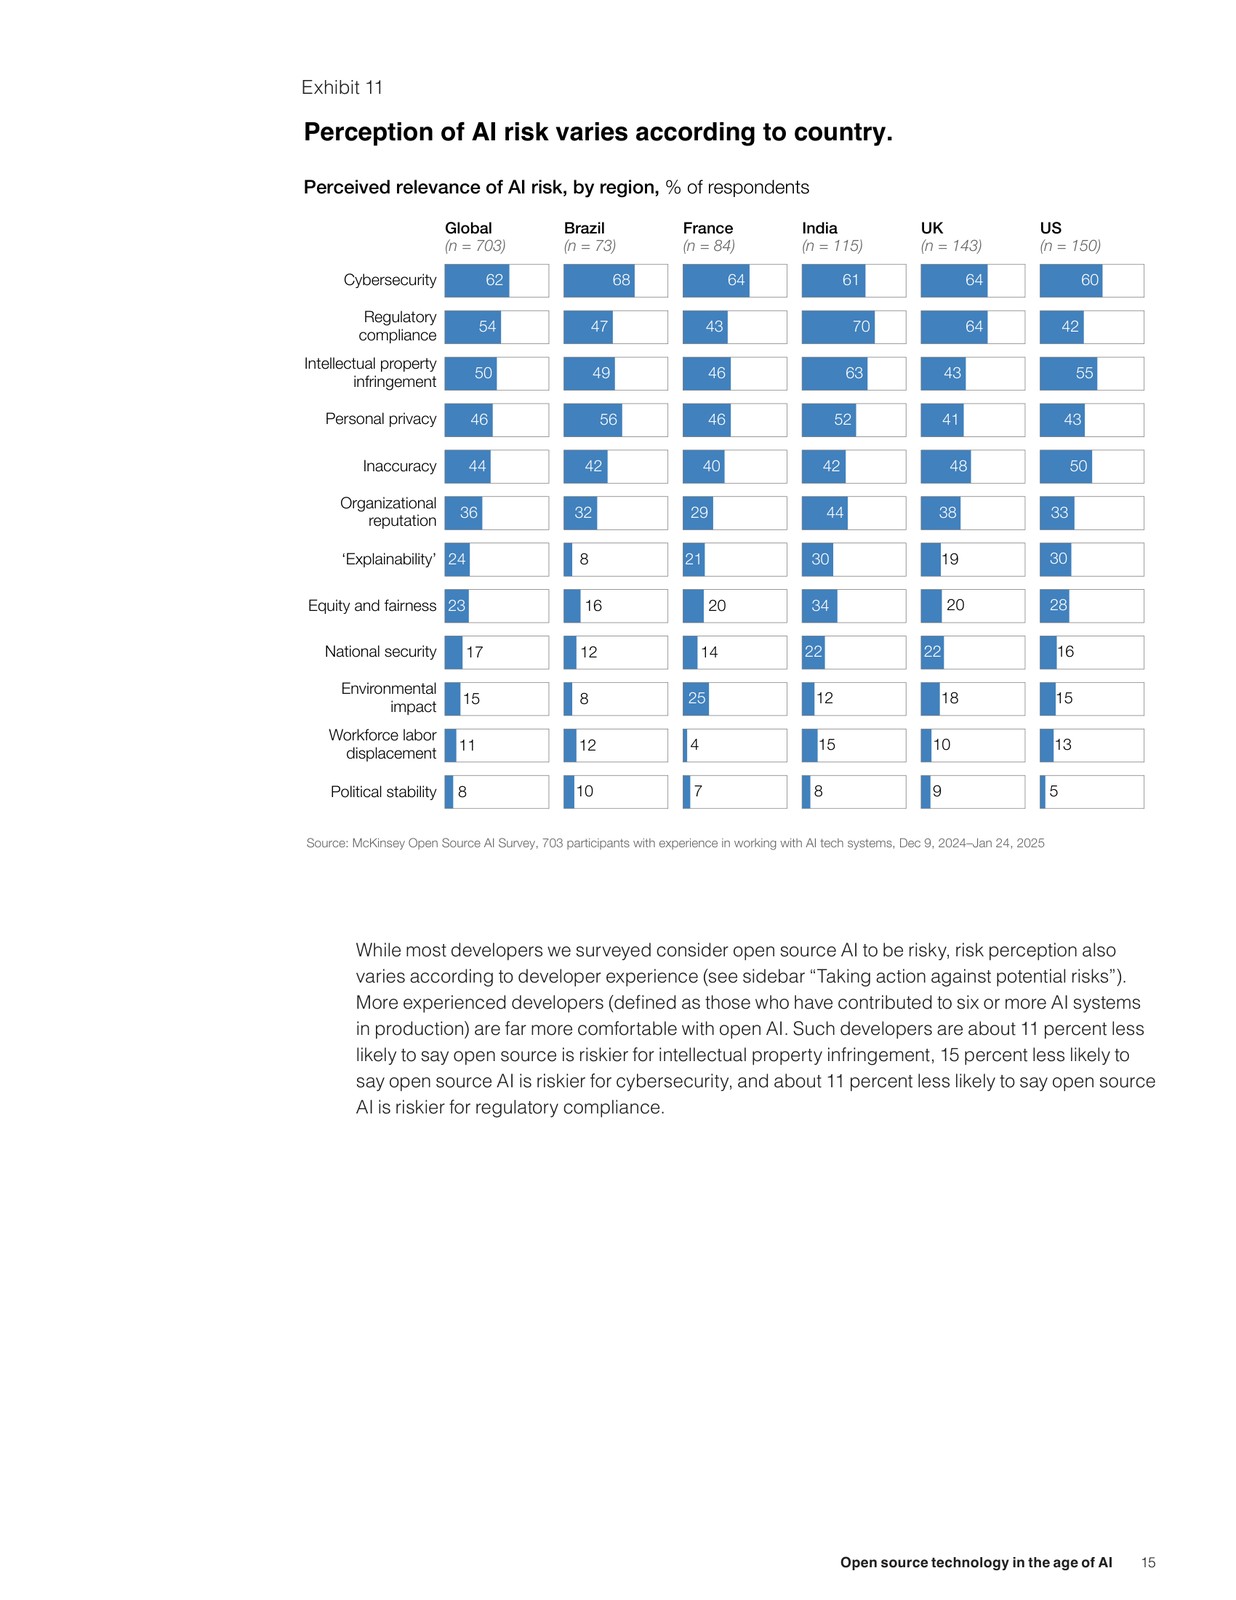 Exhibit 11
Perception of AI risk varies according to country.
Perceived relevance of AI risk, by region, % of respondents
Global Brazil France India UK US
(n = 703) (n = 73) (n = 84) (n = 115) (n = 143) (n = 150)
Cybersecurity 62 68 64 61 64 60
Regulatory
compliance 54 47 43 70 64 42
Intellectual property
infringement 50 49 46 63 43 55
Personal privacy 46 56 46 52 41 43
Inaccuracy 44 42 40 42 48 50
Organizational
reputation 36 32 29 44 38 33
‘Explainability’ 24 8 21 30 19 30
Equity and fairness 23 16 20 34 20 28
National security 17 12 14 22 22 16
Environmental
impact 15 8 25 12 18 15
Workforce labor
displacement 11 12 4 15 10 13
Political stability 8 10 7 8 9 5
Source: McKinsey Open Source AI Survey, 703 participants with experience in working with AI tech systems, Dec 9, 2024–Jan 24, 2025
While most developers we surveyed consider open source AI to be risky, risk perception also
varies according to developer experience (see sidebar “Taking action against potential risks”).
More experienced developers (defined as those who have contributed to six or more AI systems
in production) are far more comfortable with open AI. Such developers are about 11 percent less
likely to say open source is riskier for intellectual property infringement, 15 percent less likely to
say open source AI is riskier for cybersecurity, and about 11 percent less likely to say open source
AI is riskier for regulatory compliance.
Open source technology in the age of AI 15